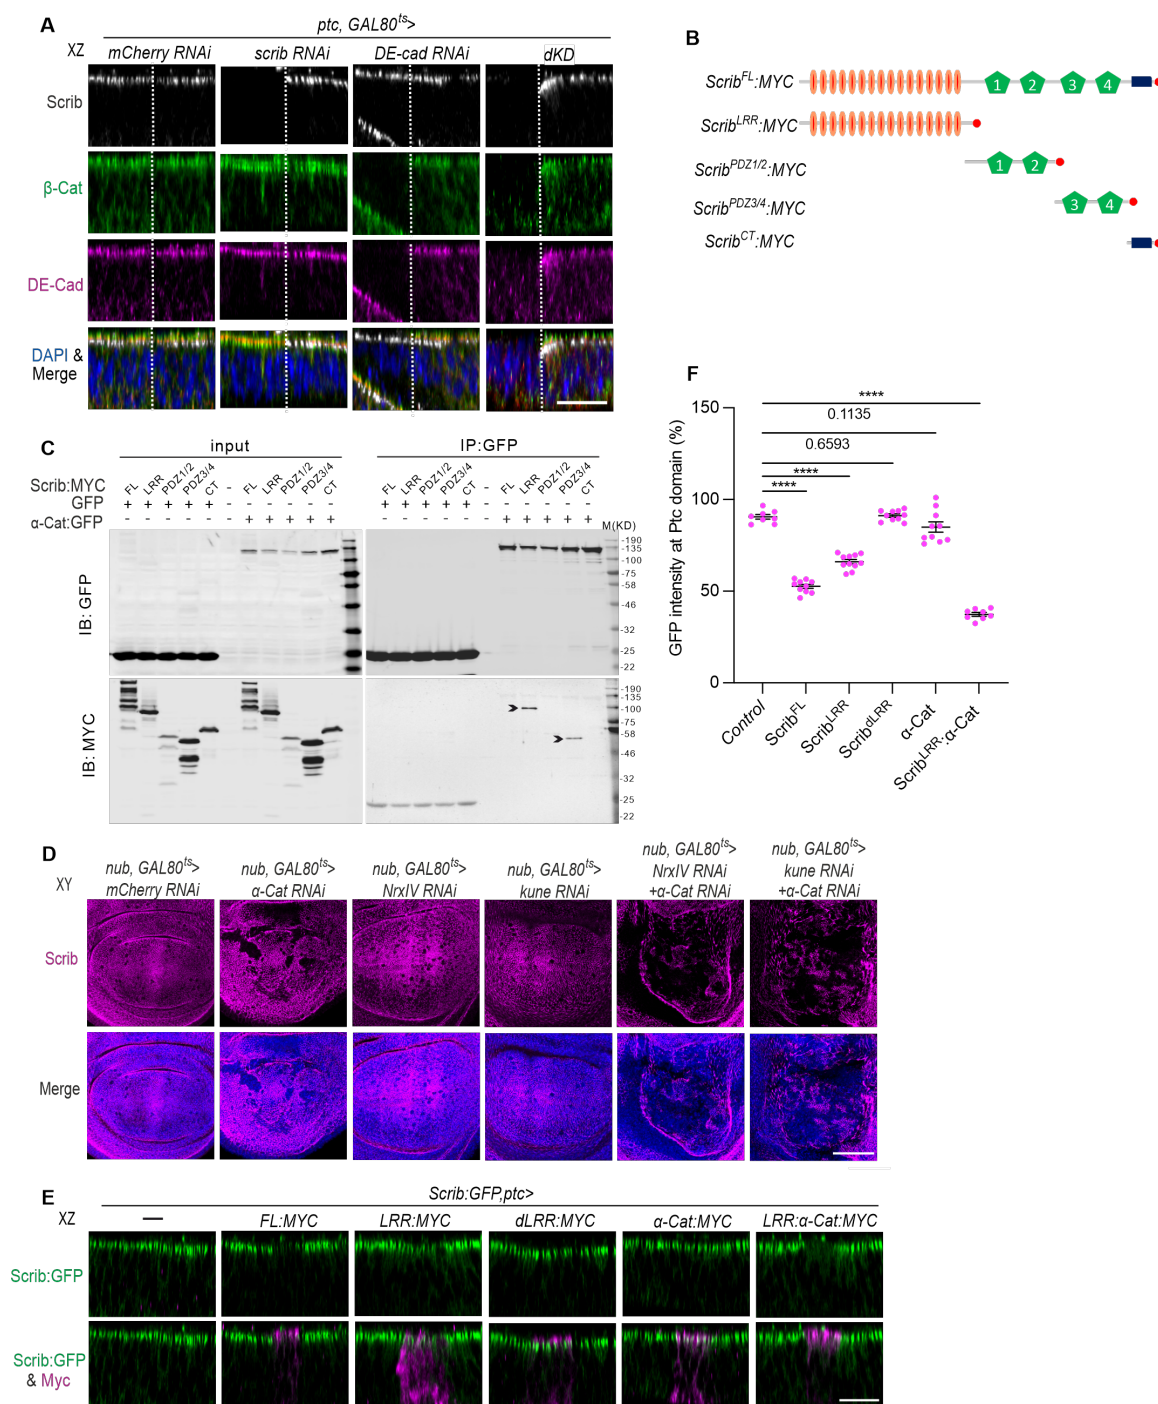 A
ptc, GAL80ts>
XZ
mCherry RNAi
scrib RNAi
DE-cad RNAi
dKD
Scrib
β-Cat
DE-Cad
DAPI &
Merge
B
ScribFL:MYC
1 2 3 4
ScribLRR:MYC
ScribPDZ1/2:MYC
1 2
ScribPDZ3/4:MYC
3 4
ScribCT:MYC
C
input
IP:GFP
Scrib:MYC
FL LRR PDZ1/2 PDZ3/4 CT - FL LRR PDZ1/2 PDZ3/4 CT
FL LRR PDZ1/2 PDZ3/4 CT - FL LRR PDZ1/2 PDZ3/4 CT
GFP
+ + + + + - - - - - -
+ + + + + - - - - - -
α-Cat:GFP
- - - - - - + + + + +
- - - - - - + + + + +
M(KD)
IB: GFP
-190
-135
-100
-75
-58
-46
-32
-25
-22
IB: MYC
-190
-135
-100
-75
-58
-46
-32
-25
-22
F
GFP intensity at Ptc domain (%)
150
100
50
0
****
0.1135
0.6593
****
****
Control
ScribFL
ScribLRR
ScribdLRR
α-Cat
ScribLRR:α-Cat
D
XY
nub, GAL80ts>
mCherry RNAi
nub, GAL80ts>
α-Cat RNAi
nub, GAL80ts>
NrxIV RNAi
nub, GAL80ts>
kune RNAi
nub, GAL80ts>
NrxIV RNAi
+α-Cat RNAi
nub, GAL80ts>
kune RNAi
+α-Cat RNAi
Scrib
Merge
E
Scrib:GFP,ptc>
XZ
—
FL:MYC
LRR:MYC
dLRR:MYC
α-Cat:MYC
LRR:α-Cat:MYC
Scrib:GFP
Scrib:GFP
& Myc